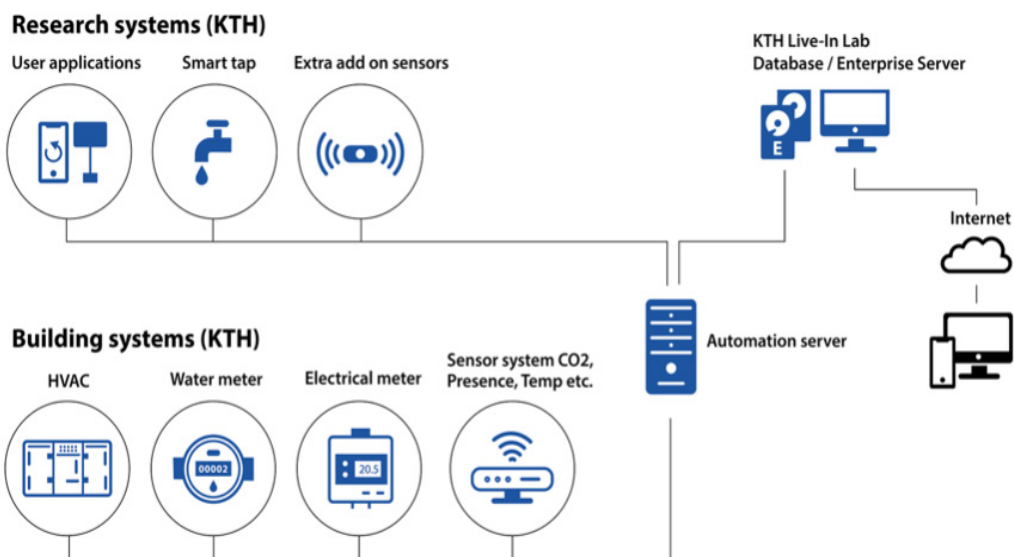 Research systems (KTH)
User applications
Smart tap
Extra add on sensors
KTH Live-In Lab
Database / Enterprise Server
E
Internet
Automation server
Building systems (KTH)
HVAC
Water meter
Electrical meter
Sensor system CO2,
Presence, Temp etc.
00002
20.5